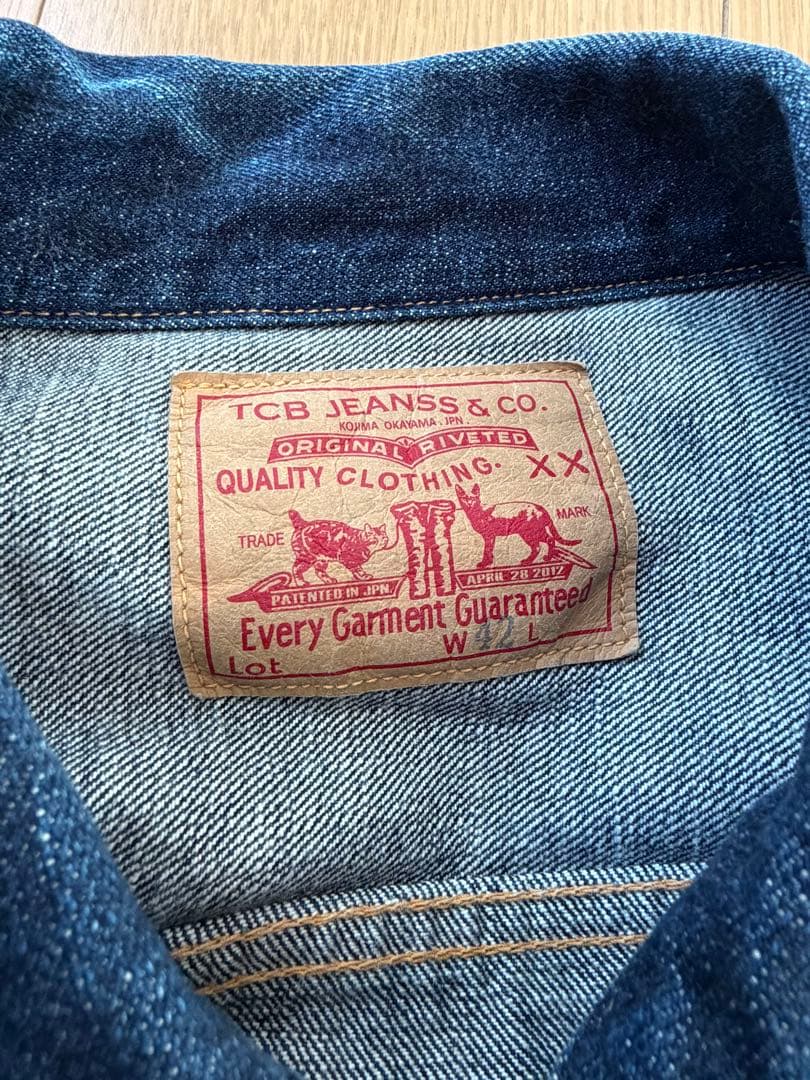 TCB JEANSS & CO.
KOJIMA OKAYAMA . JPN .
ORIGINAL RIVETED
QUALITY CLOTHING. XX
TRADE MARK
PATENTED IN JPN. APRIL 28 2012
Every Garment Guaranteed
W 42 L
Lot